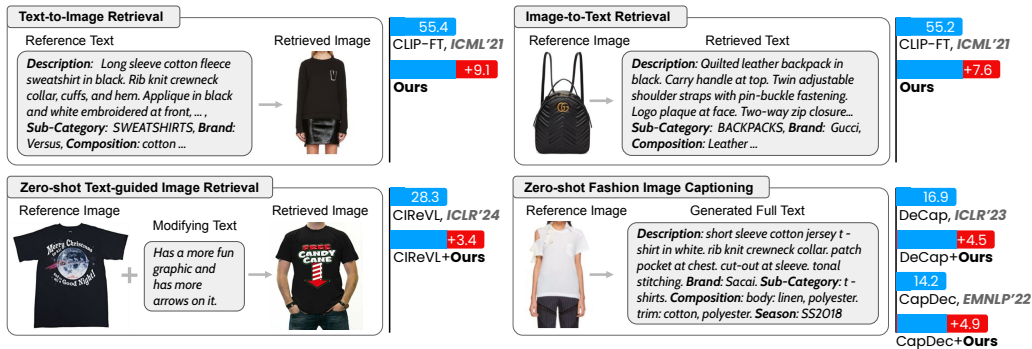 Text-to-Image Retrieval
Reference Text
Retrieved Image
Description: Long sleeve cotton fleece
sweatshirt in black. Rib knit crewneck
collar, cuffs, and hem. Applique in black
and white embroidered at front, ... ,
Sub-Category: SWEATSHIRTS, Brand:
Versus, Composition: cotton ...
55.4
CLIP-FT, ICML'21
+9.1
Ours
Image-to-Text Retrieval
Reference Image
Retrieved Text
Description: Quilted leather backpack in
black. Carry handle at top. Twin adjustable
shoulder straps with pin-buckle fastening.
Logo plaque at face. Two-way zip closure...
Sub-Category: BACKPACKS, Brand: Gucci,
Composition: Leather ...
55.2
CLIP-FT, ICML'21
+7.6
Ours
Zero-shot Text-guided Image Retrieval
Reference Image
Modifying Text
Retrieved Image
Merry Christmas
Good Night!
+
Has a more fun
graphic and
has more
arrows on it.
FREE
CANDY
CANE
28.3
CIReVL, ICLR'24
+3.4
CIReVL+Ours
Zero-shot Fashion Image Captioning
Reference Image
Generated Full Text
Description: short sleeve cotton jersey t -
shirt in white. rib knit crewneck collar. patch
pocket at chest. cut-out at sleeve. tonal
stitching. Brand: Sacai. Sub-Category: t -
shirts. Composition: body: linen, polyester.
trim: cotton, polyester. Season: SS2018
16.9
DeCap, ICLR'23
+4.5
DeCap+Ours
14.2
CapDec, EMNLP'22
+4.9
CapDec+Ours